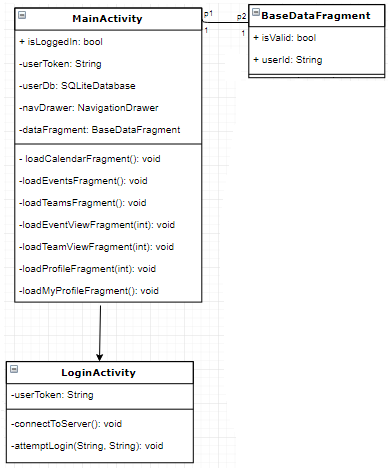 MainActivity
+ isLoggedIn: bool
-userToken: String
-userDb: SQLiteDatabase
-navDrawer: NavigationDrawer
-dataFragment: BaseDataFragment
- loadCalendarFragment(): void
-loadEventsFragment(): void
-loadTeamsFragment(): void
-loadEventViewFragment(int): void
-loadTeamViewFragment(int): void
-loadProfileFragment(int): void
-loadMyProfileFragment(): void
p1
1
p2
1
BaseDataFragment
+ isValid: bool
+ userId: String
LoginActivity
-userToken: String
-connectToServer(): void
-attemptLogin(String, String): void